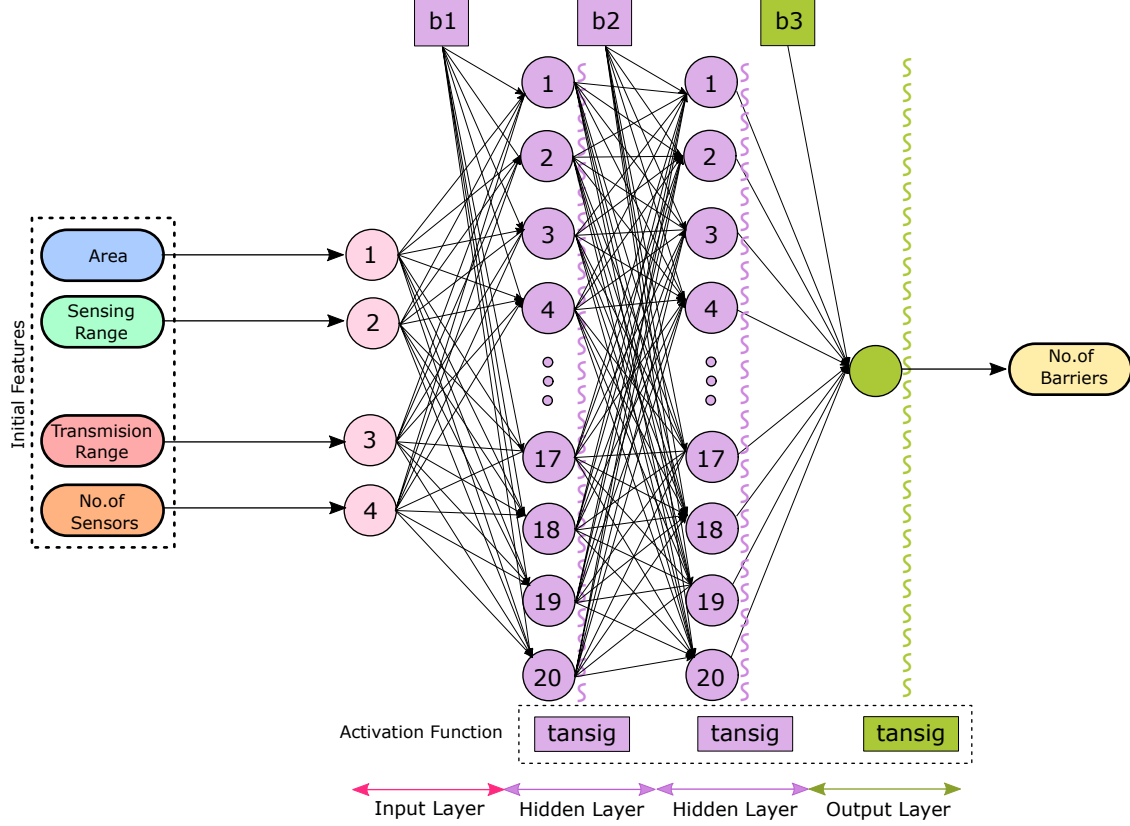 b1
b2
b3
Initial Features
Area
Sensing
Range
Transmision
Range
No.of
Sensors
1
2
3
4
1
2
3
4
17
18
19
20
1
2
3
4
17
18
19
20
No.of
Barriers
Activation Function
tansig
tansig
tansig
Input Layer
Hidden Layer
Hidden Layer
Output Layer